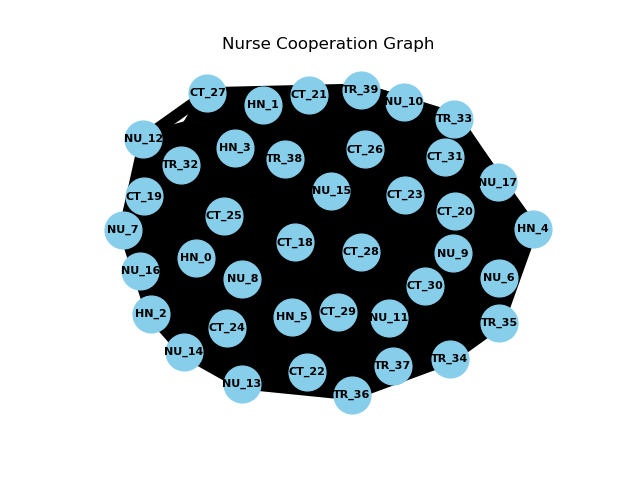 Nurse Cooperation Graph
CT_27
HN_1
CT_21
TR_39
NU_10
TR_33
NU_12
TR_32
HN_3
TR_38
CT_26
CT_31
NU_17
CT_19
NU_15
CT_23
CT_20
NU_7
CT_25
CT_18
CT_28
NU_9
HN_4
NU_16
HN_0
NU_8
CT_30
NU_6
HN_2
CT_24
HN_5
CT_29
NU_11
TR_35
NU_14
NU_13
CT_22
TR_36
TR_37
TR_34